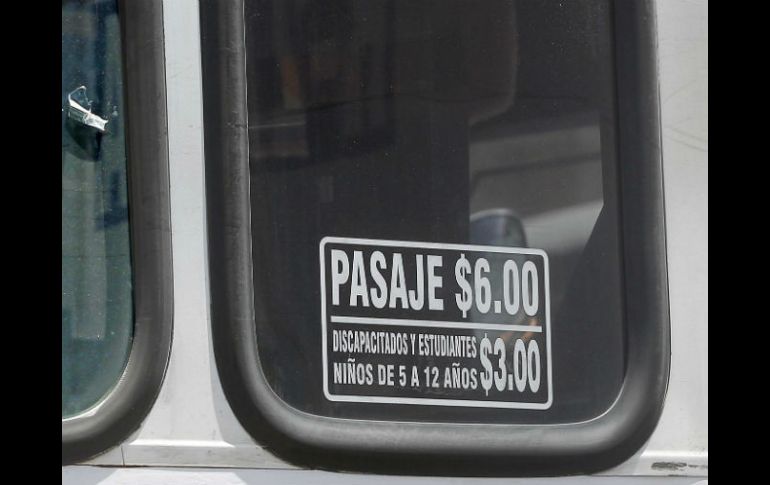 PASAJE $6.00
DISCAPACITADOS Y ESTUDIANTES
NIÑOS DE 5 A 12 AÑOS $3.00